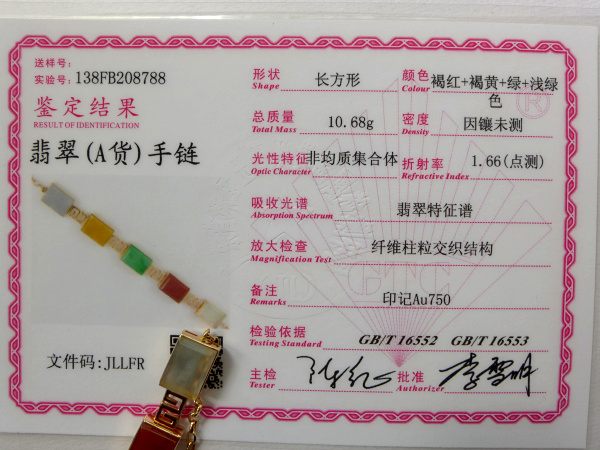 送样号:
实验号: 138FB208788
鉴定结果
RESULT OF IDENTIFICATION
翡翠(A货)手链
文件码: JLLFR
形状 Shape 长方形
颜色 Colour 褐红+褐黄+绿+浅绿色
总质量 Total Mass 10.68g
密度 Density 因镶未测
光性特征 Optic Character 非均质集合体
折射率 Refractive Index 1.66(点测)
吸收光谱 Absorption Spectrum 翡翠特征谱
放大检查 Magnification Test 纤维柱粒交织结构
备注 Remarks 印记Au750
检验依据 Testing Standard GB/T 16552 GB/T 16553
主检 Tester
批准 Authorizer